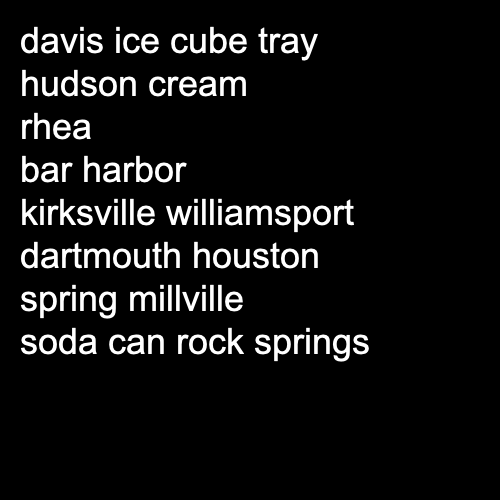 davis ice cube tray
hudson cream
rhea
bar harbor
kirksville williamsport
dartmouth houston
spring millville
soda can rock springs